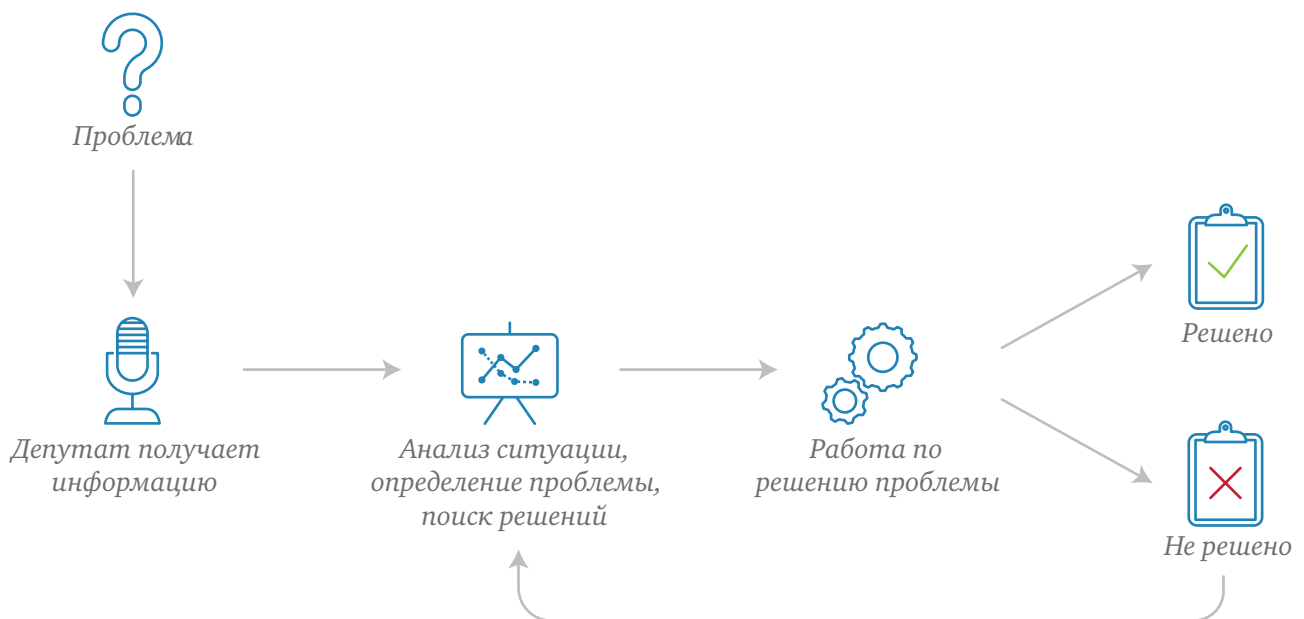 Проблема
Депутат получает
информацию
Анализ ситуации,
определение проблемы,
поиск решений
Работа по
решению проблемы
Решено
Не решено